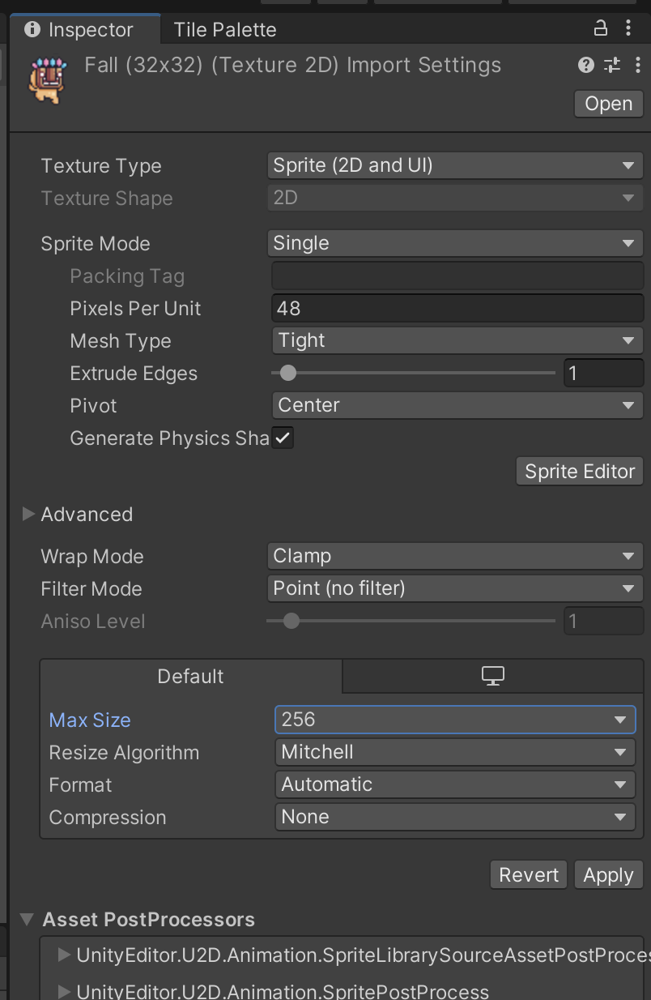 Inspector
Tile Palette
Fall (32x32) (Texture 2D) Import Settings
Open
Texture Type
Sprite (2D and UI)
Texture Shape
2D
Sprite Mode
Single
Packing Tag
Pixels Per Unit
48
Mesh Type
Tight
Extrude Edges
1
Pivot
Center
Generate Physics Sha
Sprite Editor
Advanced
Wrap Mode
Clamp
Filter Mode
Point (no filter)
Aniso Level
1
Default
Max Size
256
Resize Algorithm
Mitchell
Format
Automatic
Compression
None
Revert
Apply
Asset PostProcessors
UnityEditor.U2D.Animation.SpriteLibrarySourceAssetPostProces
UnityEditor.U2D.Animation.SpritePostProcess